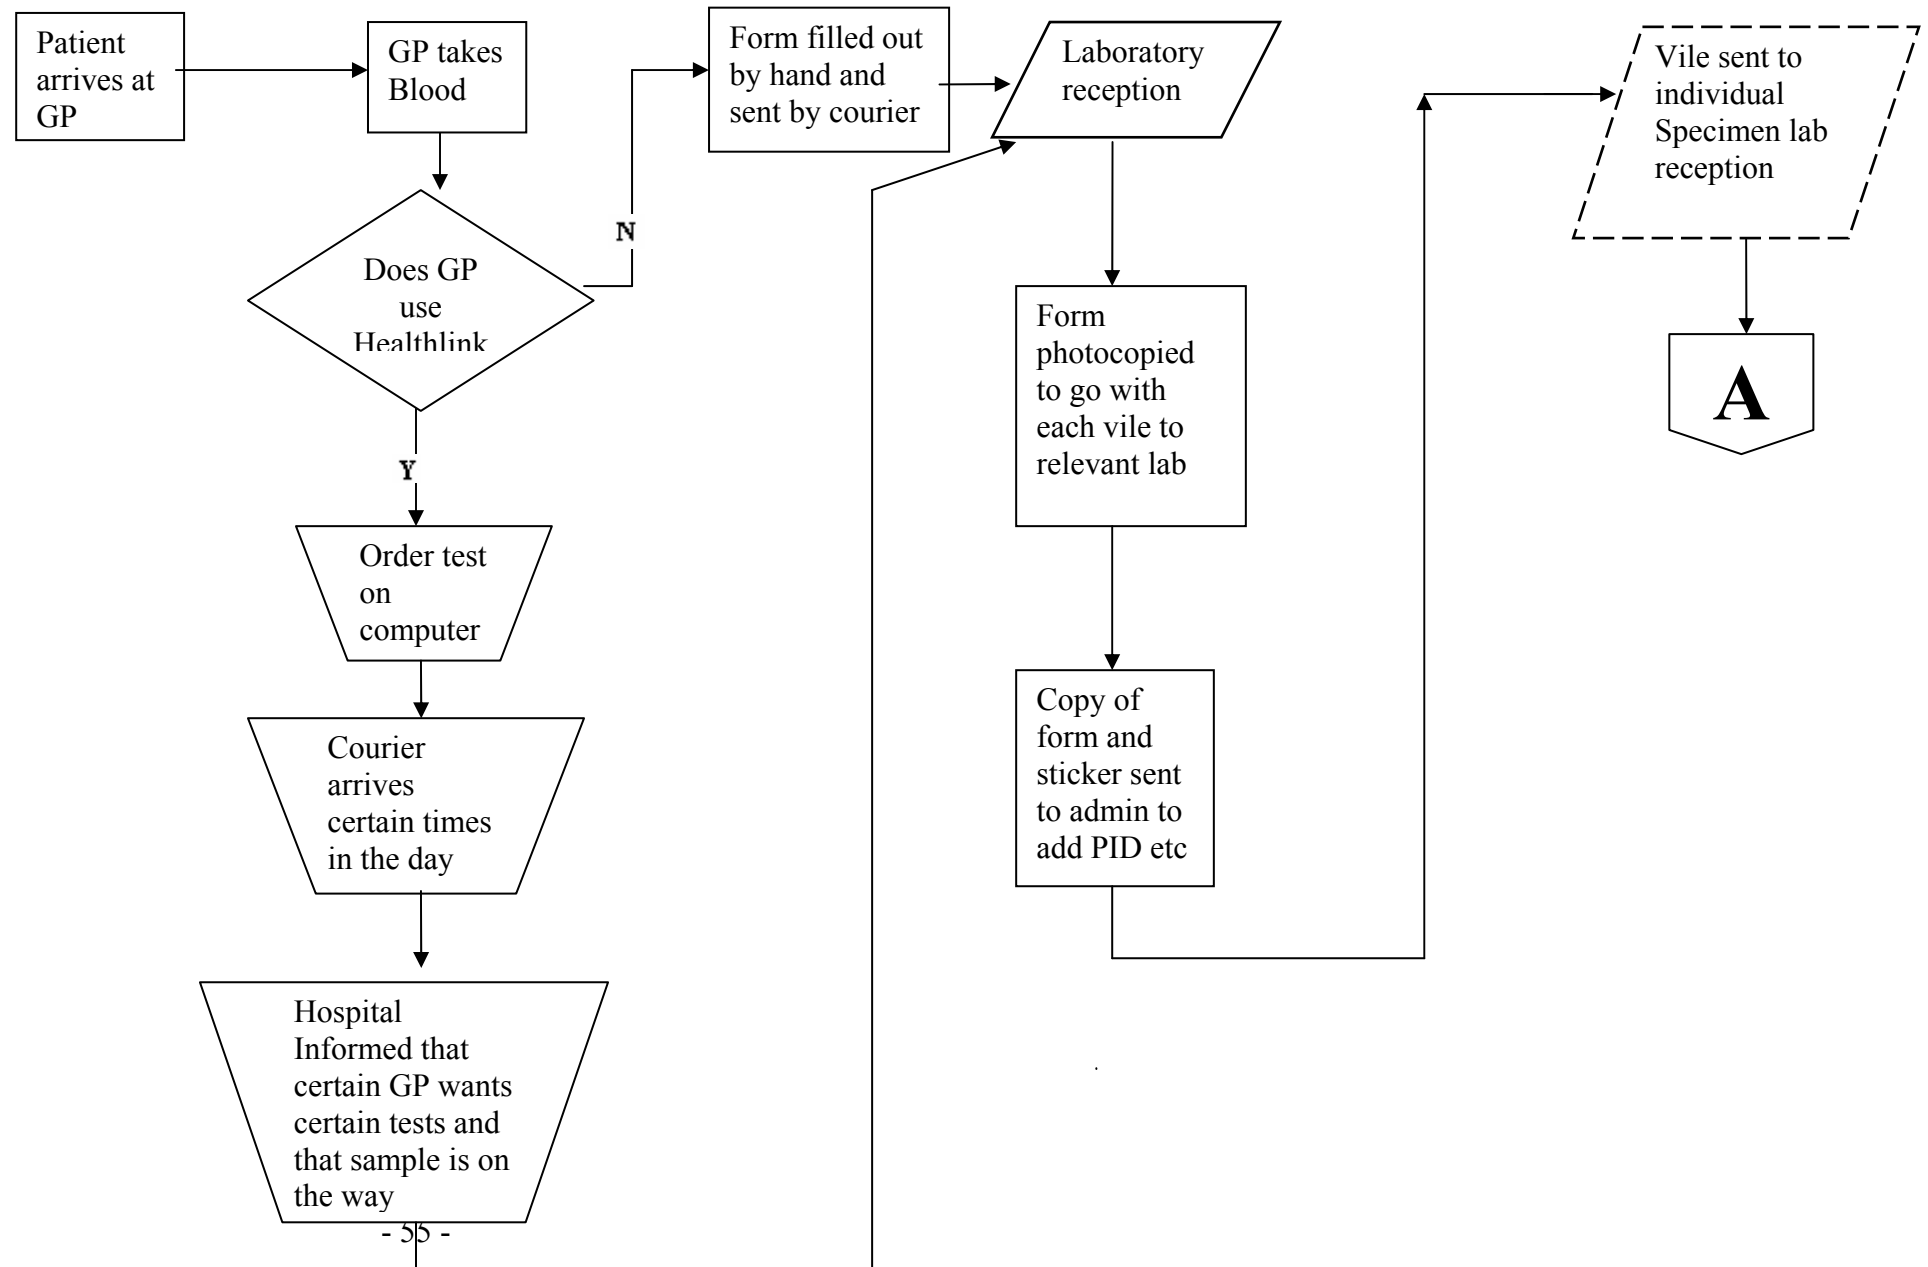 Patient
arrives at
GP
GP takes
Blood
Does GP
use
Healthlink
Y
N
Order test
on
computer
Courier
arrives
certain times
in the day
Hospital
Informed that
certain GP wants
certain tests and
that sample is on
the way
Form filled out
by hand and
sent by courier
Laboratory
reception
Form
photocopied
to go with
each vile to
relevant lab
Copy of
form and
sticker sent
to admin to
add PID etc
Vile sent to
individual
Specimen lab
reception
A
- 55 -